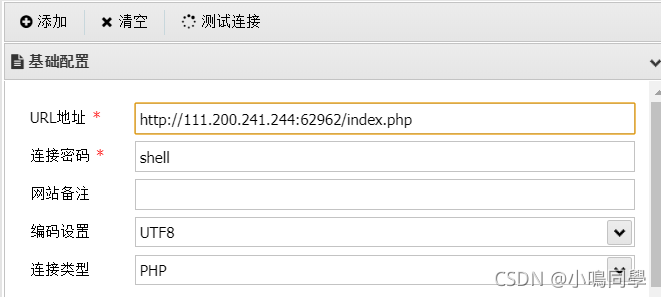 添加 清空 测试连接
基础配置
URL地址 * http://111.200.241.244:62962/index.php
连接密码 * shell
网站备注
编码设置 UTF8
连接类型 PHP
CSDN @小鳴同學